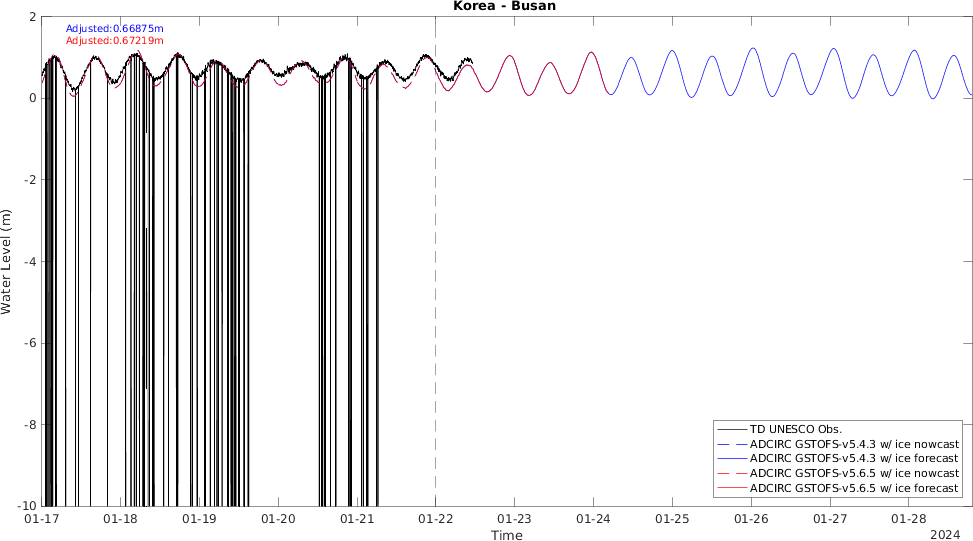 Korea - Busan
Adjusted:0.66875m
Adjusted:0.67219m
Water Level (m)
2
0
-2
-4
-6
-8
-10
TD UNESCO Obs.
ADCIRC GSTOFS-v5.4.3 w/ ice nowcast
ADCIRC GSTOFS-v5.4.3 w/ ice forecast
ADCIRC GSTOFS-v5.6.5 w/ ice nowcast
ADCIRC GSTOFS-v5.6.5 w/ ice forecast
01-17 01-18 01-19 01-20 01-21 01-22 01-23 01-24 01-25 01-26 01-27 01-28
Time
2024